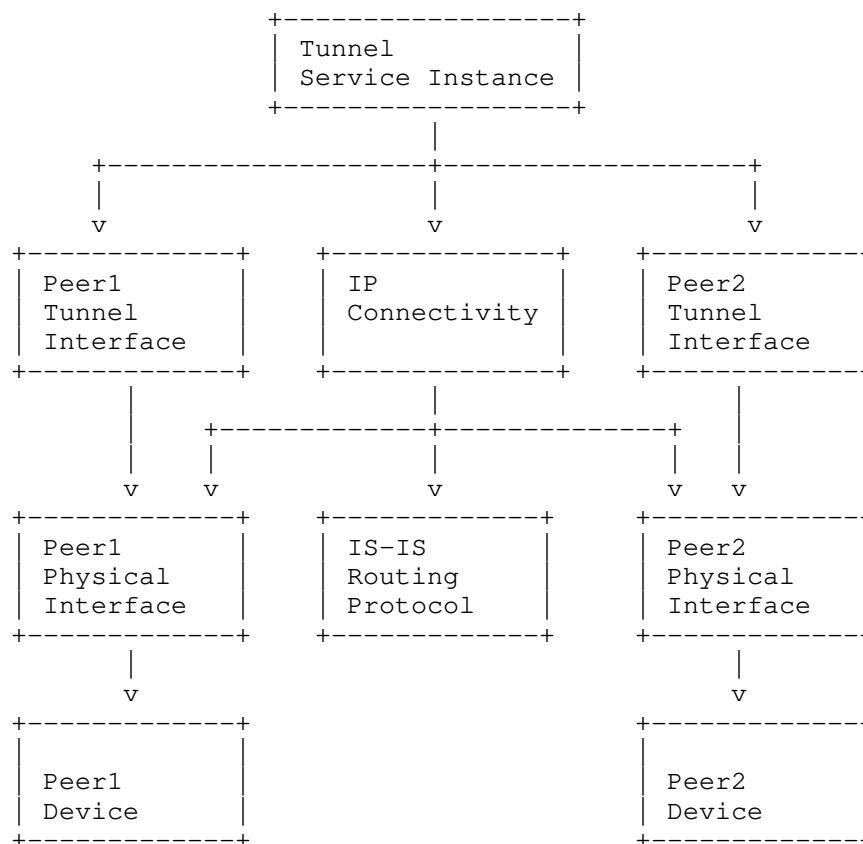 Tunnel
Service Instance
Peer1
Tunnel
Interface
IP
Connectivity
Peer2
Tunnel
Interface
Peer1
Physical
Interface
IS-IS
Routing
Protocol
Peer2
Physical
Interface
Peer1
Device
Peer2
Device